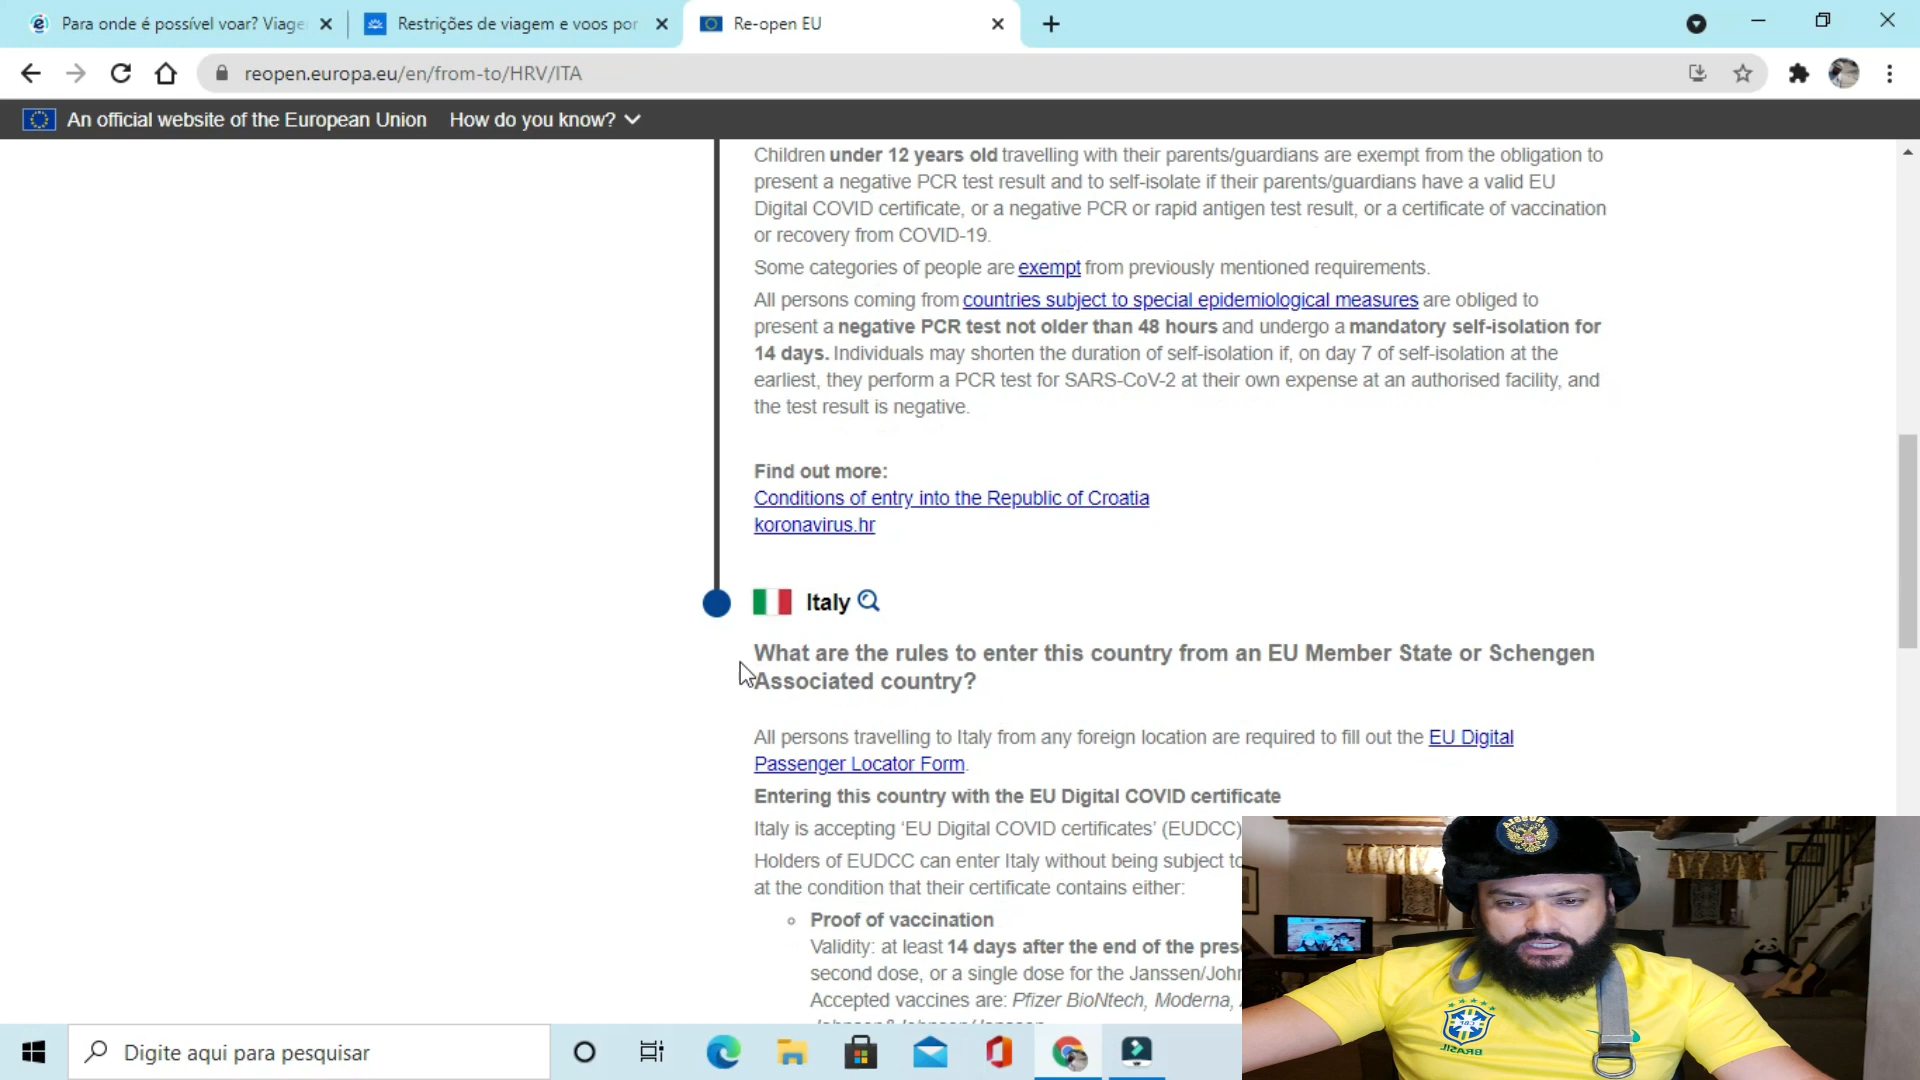 Para onde é possível voar? Viage
Restrições de viagem e voos por
Re-open EU
reopen.europa.eu/en/from-to/HRV/ITA
An official website of the European Union How do you know?
Children under 12 years old travelling with their parents/guardians are exempt from the obligation to
present a negative PCR test result and to self-isolate if their parents/guardians have a valid EU
Digital COVID certificate, or a negative PCR or rapid antigen test result, or a certificate of vaccination
or recovery from COVID-19.
Some categories of people are exempt from previously mentioned requirements.
All persons coming from countries subject to special epidemiological measures are obliged to
present a negative PCR test not older than 48 hours and undergo a mandatory self-isolation for
14 days. Individuals may shorten the duration of self-isolation if, on day 7 of self-isolation at the
earliest, they perform a PCR test for SARS-CoV-2 at their own expense at an authorised facility, and
the test result is negative.
Find out more:
Conditions of entry into the Republic of Croatia
koronavirus.hr
Italy
What are the rules to enter this country from an EU Member State or Schengen
Associated country?
All persons travelling to Italy from any foreign location are required to fill out the EU Digital
Passenger Locator Form.
Entering this country with the EU Digital COVID certificate
Italy is accepting ‘EU Digital COVID certificates’ (EUDCC)
Holders of EUDCC can enter Italy without being subject to
at the condition that their certificate contains either:
Proof of vaccination
Validity: at least 14 days after the end of the pres
second dose, or a single dose for the Janssen/Joh
Accepted vaccines are: Pfizer BioNtech, Moderna,
CBF
BRASIL
Digite aqui para pesquisar